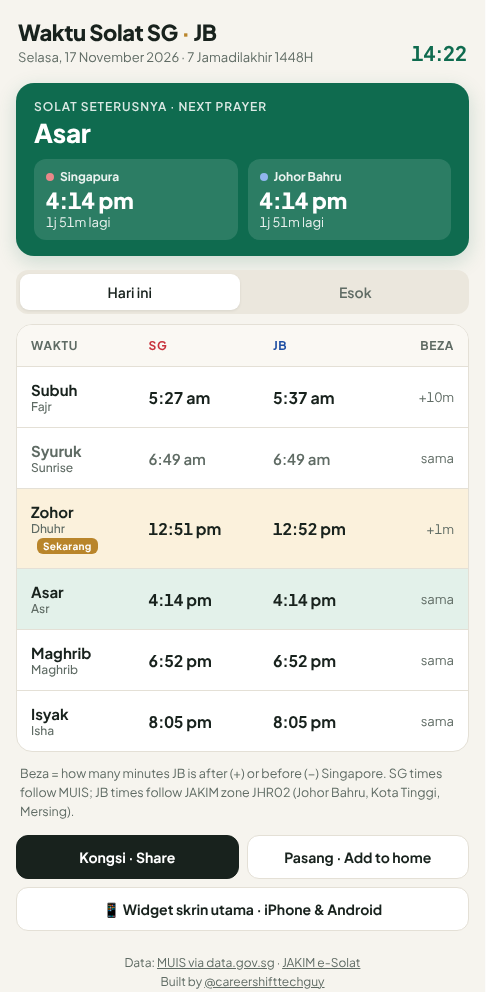 Waktu Solat SG · JB
Selasa, 17 November 2026 · 7 Jamadilakhir 1448H
14:22
SOLAT SETERUSNYA · NEXT PRAYER
Asar
Singapura
4:14 pm
1j 51m lagi
Johor Bahru
4:14 pm
1j 51m lagi
Hari ini
Esok
WAKTU SG JB BEZA
Subuh
Fajr
5:27 am 5:37 am +10m
Syuruk
Sunrise
6:49 am 6:49 am sama
Zohor
Dhuhr
Sekarang
12:51 pm 12:52 pm +1m
Asar
Asr
4:14 pm 4:14 pm sama
Maghrib
Maghrib
6:52 pm 6:52 pm sama
Isyak
Isha
8:05 pm 8:05 pm sama
Beza = how many minutes JB is after (+) or before (−) Singapore. SG times
follow MUIS; JB times follow JAKIM zone JHR02 (Johor Bahru, Kota Tinggi,
Mersing).
Kongsi · Share
Pasang · Add to home
📱 Widget skrin utama · iPhone & Android
Data: MUIS via data.gov.sg · JAKIM e-Solat
Built by @careershifttechguy